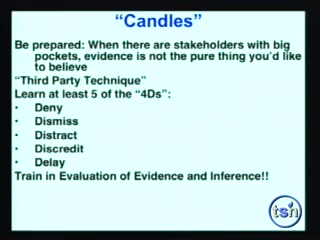 “Candles”
Be prepared: When there are stakeholders with big
pockets, evidence is not the pure thing you’d like
to believe
“Third Party Technique”
Learn at least 5 of the “4Ds”:
• Deny
• Dismiss
• Distract
• Discredit
• Delay
Train in Evaluation of Evidence and Inference!!
tsn